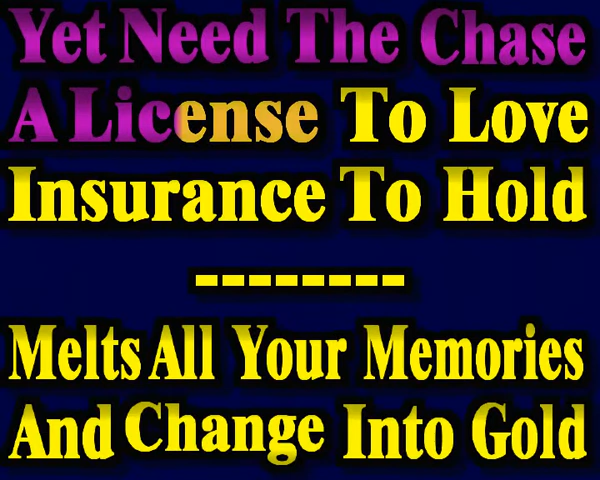 Yet Need The Chase
A License To Love
Insurance To Hold
--------
Melts All Your Memories
And Change Into Gold